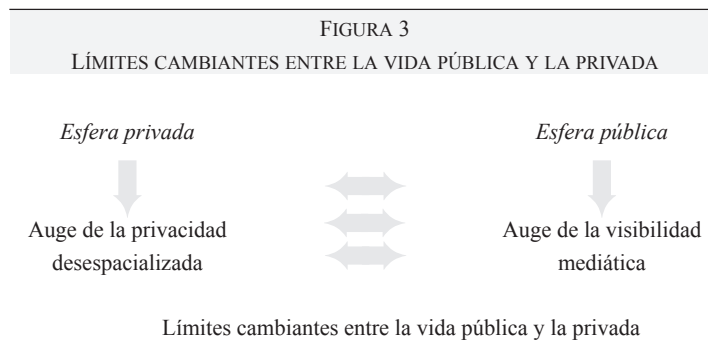 FIGURA 3
LÍMITES CAMBIANTES ENTRE LA VIDA PÚBLICA Y LA PRIVADA
Esfera privada
Esfera pública
Auge de la privacidad
desespacializada
Auge de la visibilidad
mediática
Límites cambiantes entre la vida pública y la privada